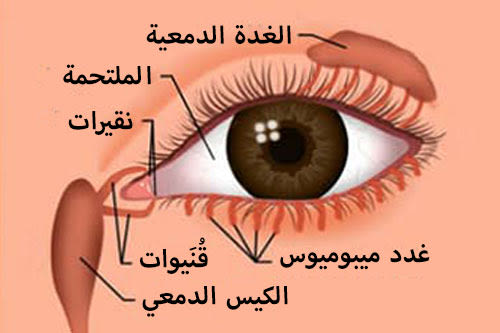 الغدة الدمعية
الملتحمة
نقيرات
غدد ميبوميوس
قُنَيوات
الكيس الدمعي